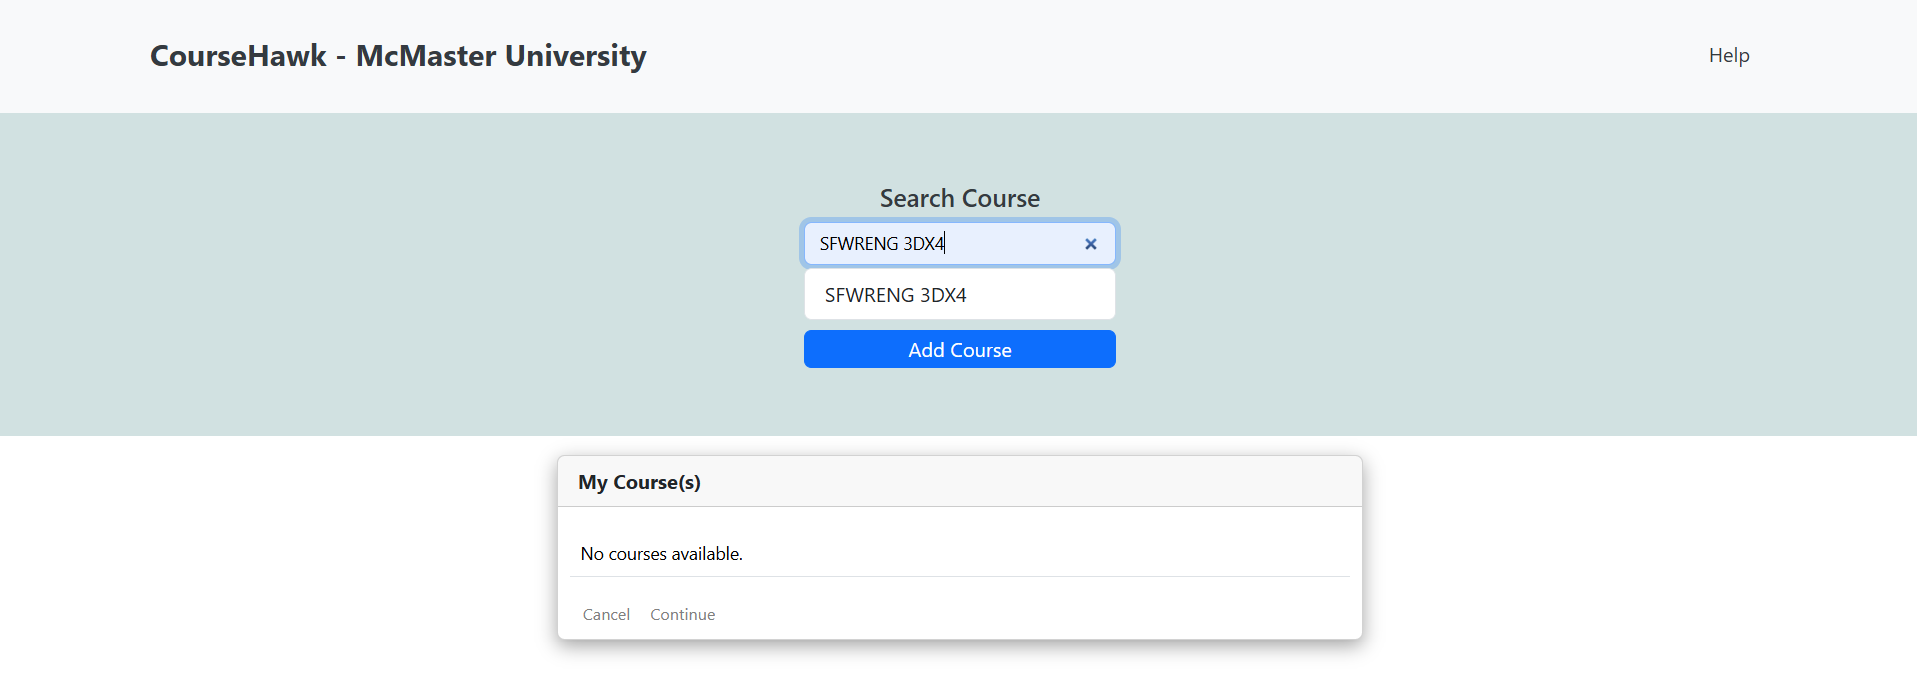 CourseHawk - McMaster University
Help
Search Course
SFWRENG 3DX4
SFWRENG 3DX4
Add Course
My Course(s)
No courses available.
Cancel Continue